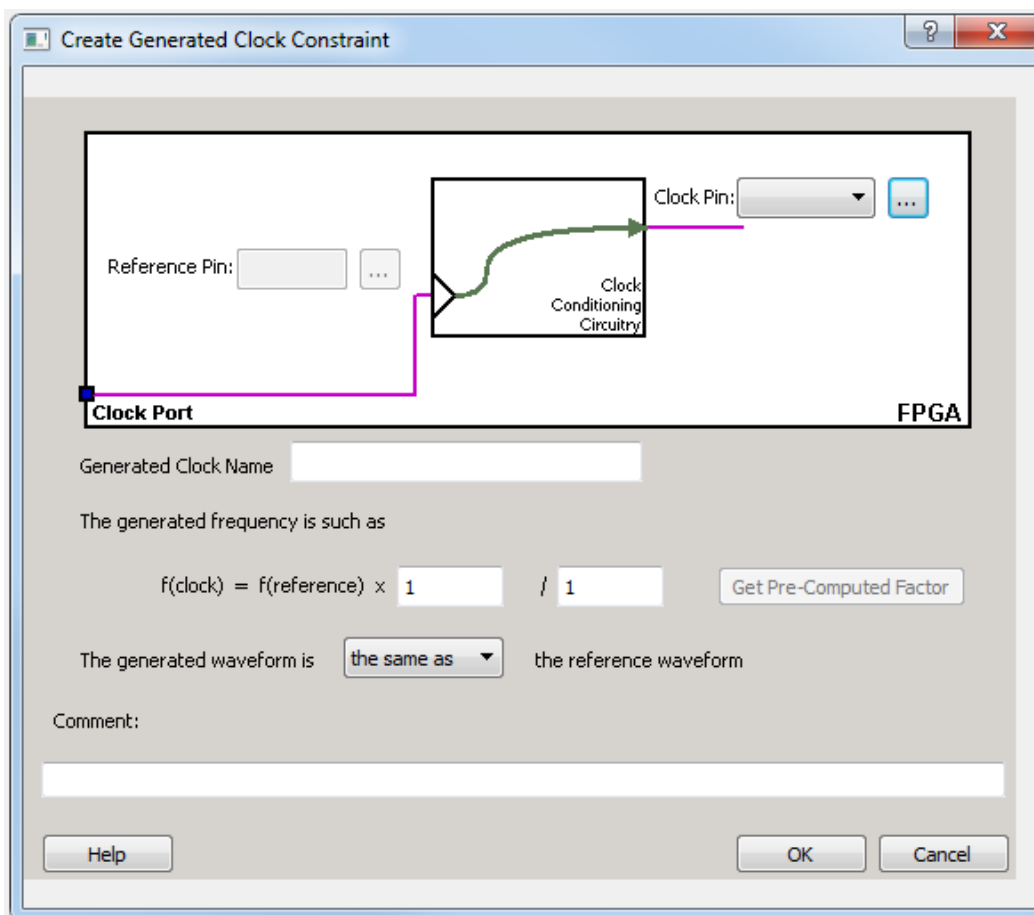 Create Generated Clock Constraint
?
Clock Pin:
...
Reference Pin:
...
Clock
Conditioning
Circuitry
Clock Port
FPGA
Generated Clock Name
The generated frequency is such as
f(clock) = f(reference) x 1 / 1
Get Pre-Computed Factor
The generated waveform is the same as the reference waveform
Comment:
Help
OK
Cancel